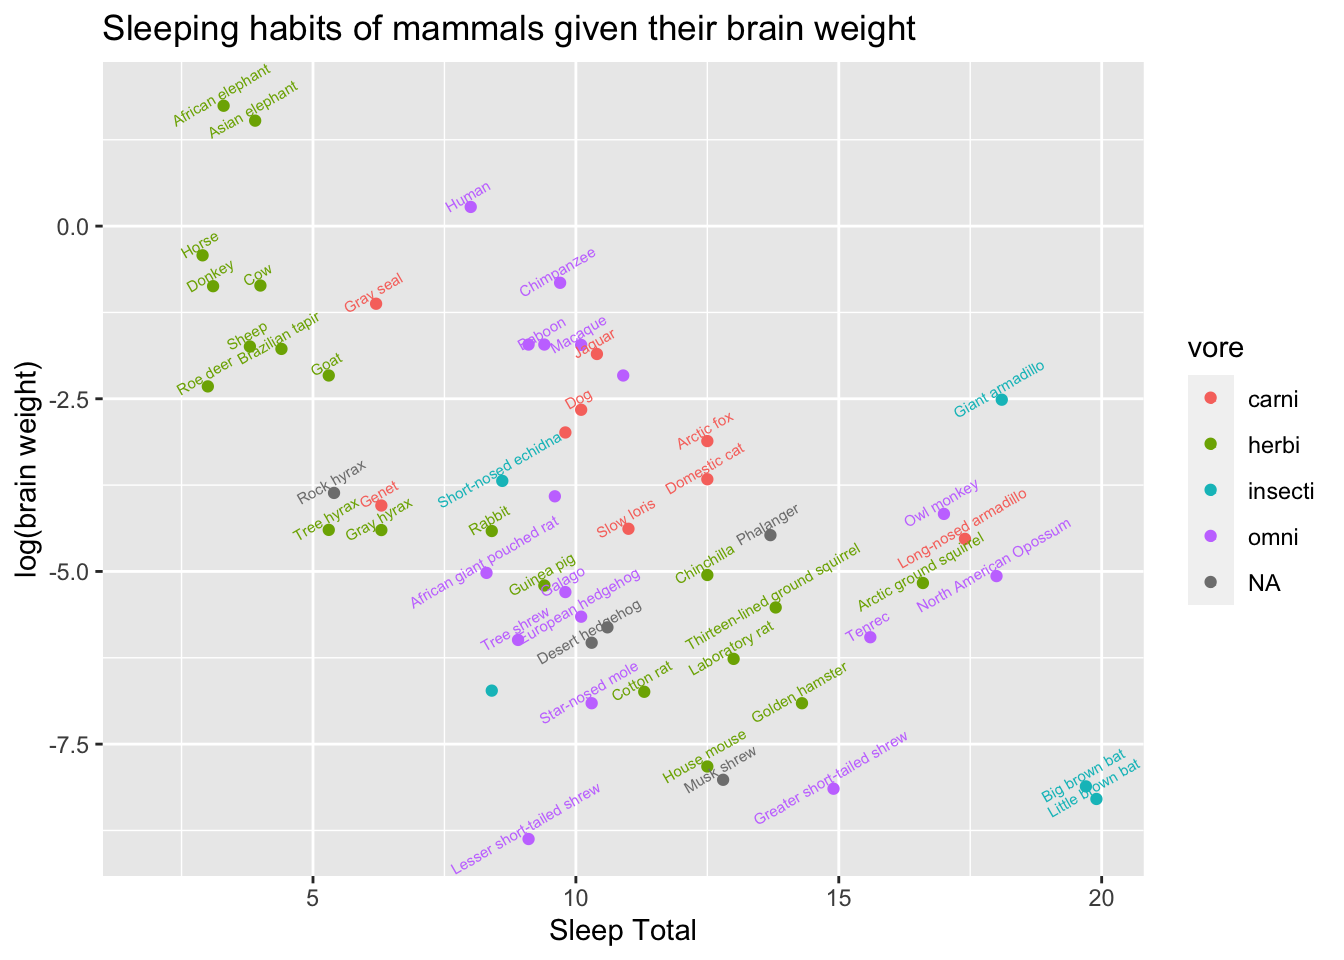 Sleeping habits of mammals given their brain weight
African elephant
Asian elephant
Human
Horse
Donkey
Cow
Gray seal
Chimpanzee
Sheep
Brazilian tapir
Roe deer
Goat
Baboon
Macaque
Jaguar
Dog
Giant armadillo
Arctic fox
Domestic cat
Short-nosed echidna
Rock hyrax
Genet
Tree hyrax
Gray hyrax
Rabbit
Slow loris
Phalanger
Owl monkey
Long-nosed armadillo
African giant pouched rat
Guinea pig
Galago
Chinchilla
Arctic ground squirrel
North American Opossum
European hedgehog
Tree shrew
Desert hedgehog
Thirteen-lined ground squirrel
Laboratory rat
Tenrec
Star-nosed mole
Cotton rat
Golden hamster
House mouse
Musk shrew
Greater short-tailed shrew
Big brown bat
Little brown bat
Lesser short-tailed shrew
0.0
-2.5
-5.0
-7.5
log(brain weight)
5
10
15
20
Sleep Total
vore
carni
herbi
insecti
omni
NA